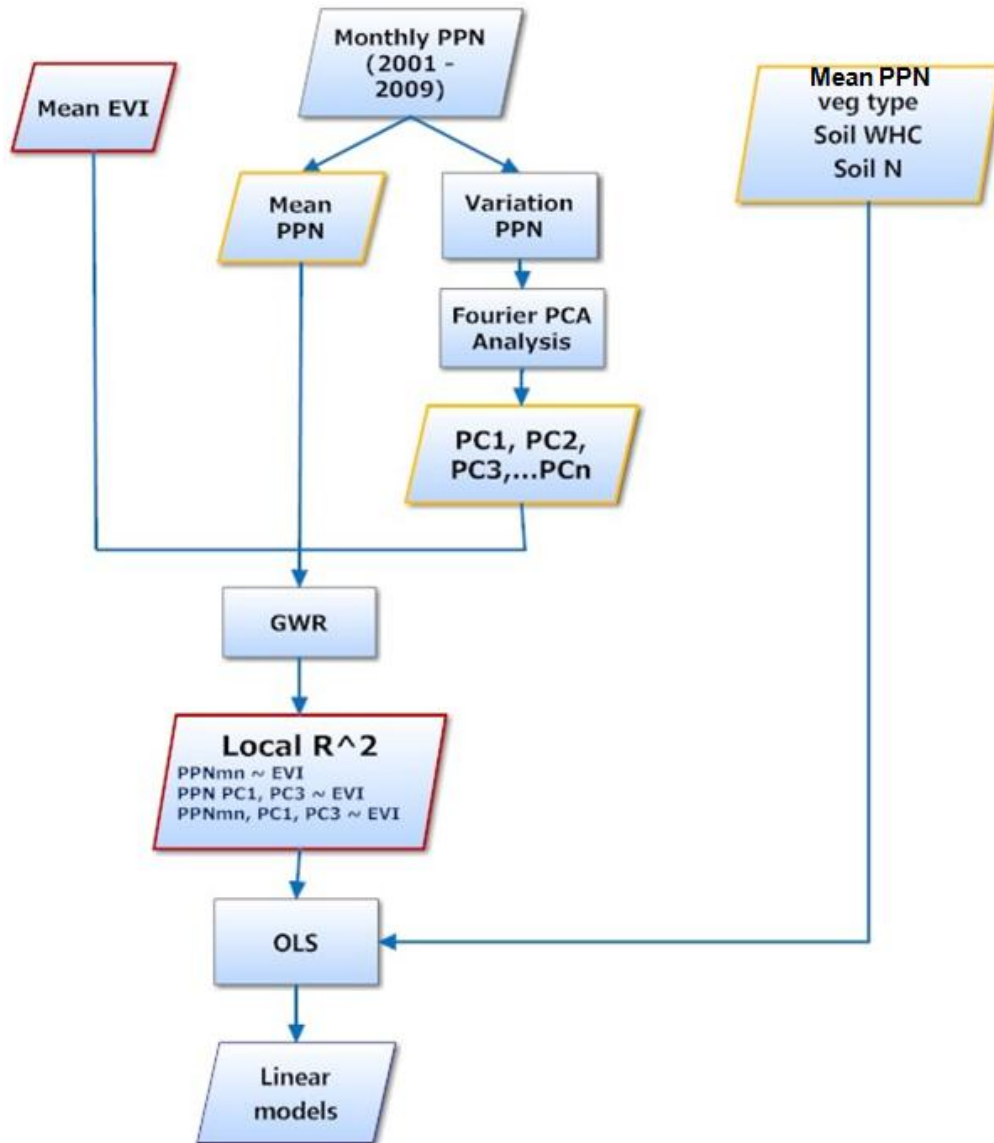 Monthly PPN
(2001 -
2009)
Mean EVI
Mean PPN
veg type
Soil WHC
Soil N
Mean
PPN
Variation
PPN
Fourier PCA
Analysis
PC1, PC2,
PC3,...PCn
GWR
Local R^2
PPNmn ~ EVI
PPN PC1, PC3 ~ EVI
PPNmn, PC1, PC3 ~ EVI
OLS
Linear
models